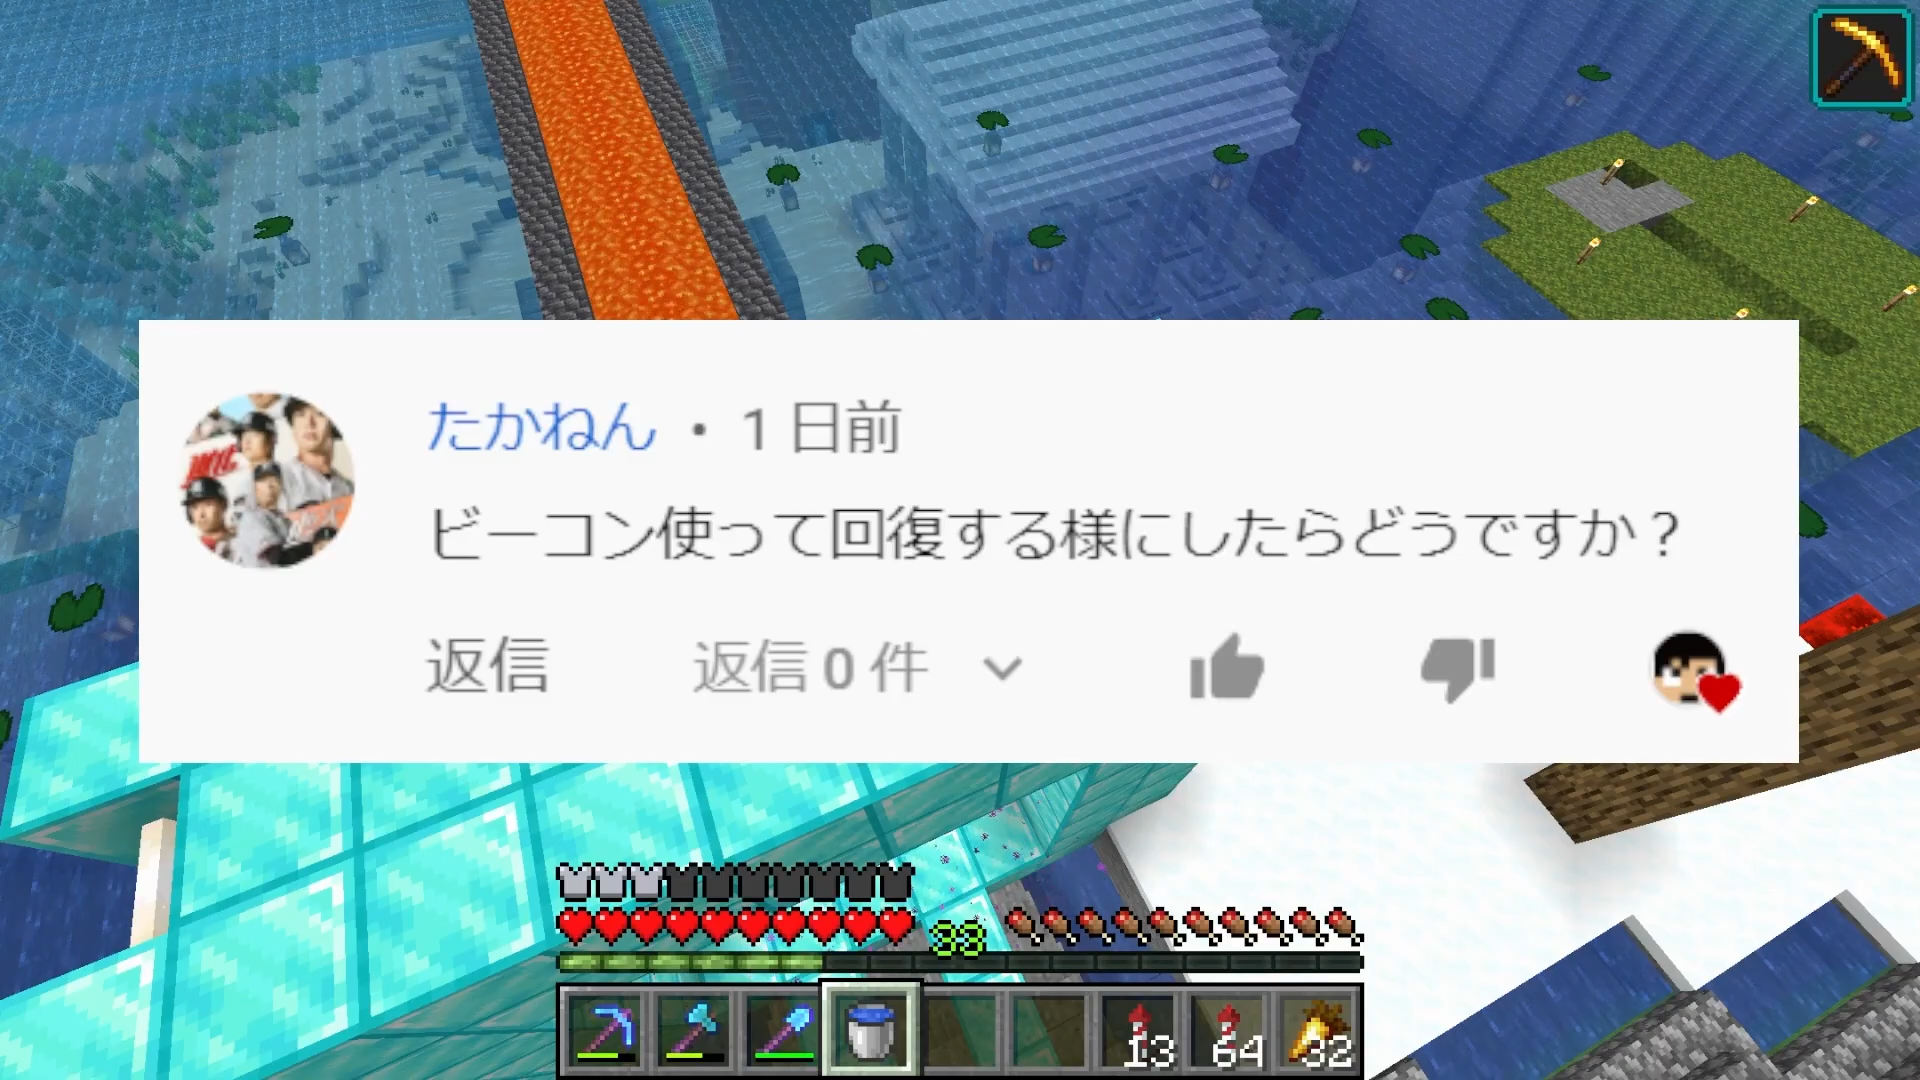 たかねん・1 日前
ビーコン使って回復する様にしたらどうですか？
返信 返信 0 件
33
13 64 32